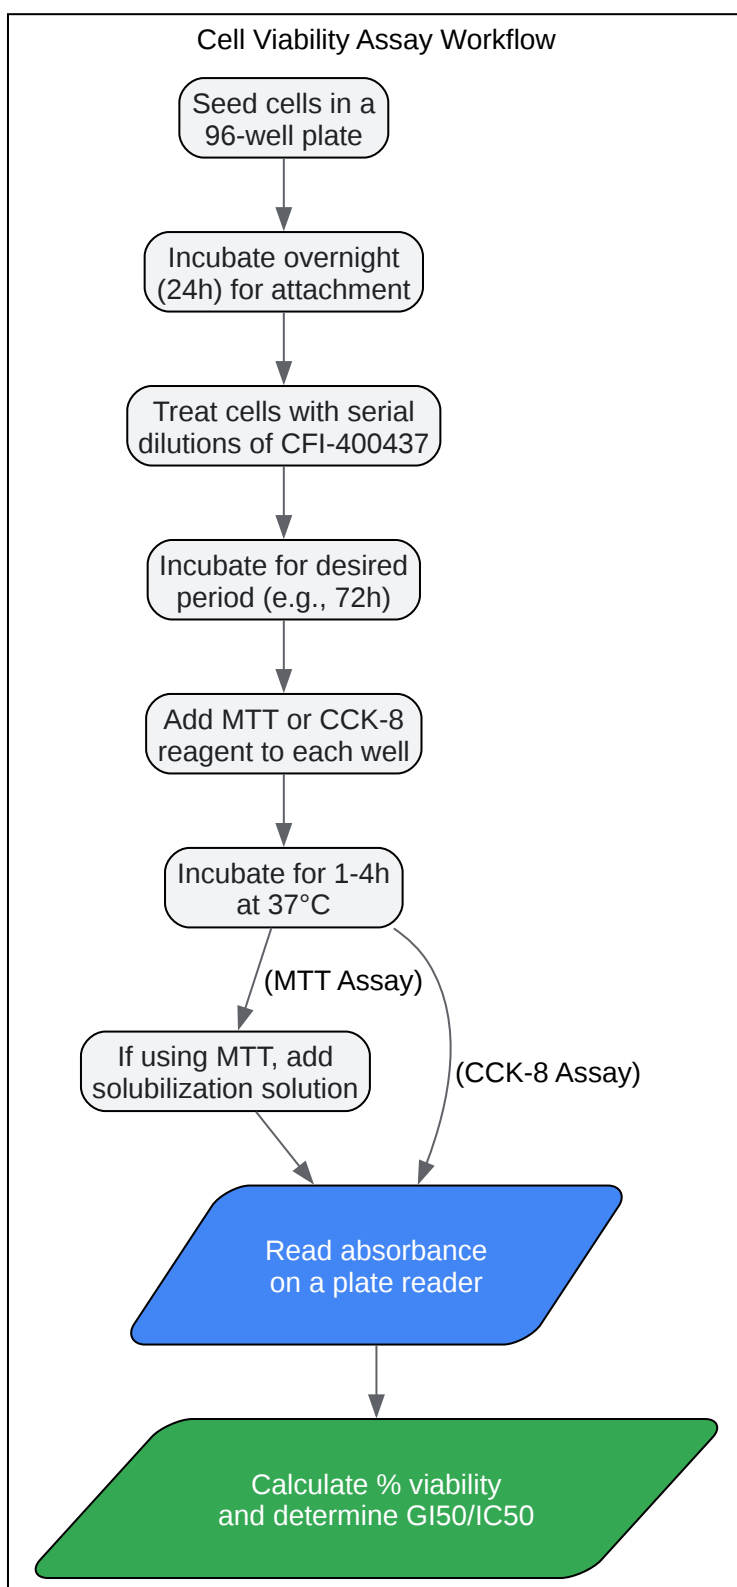 Cell Viability Assay Workflow
Seed cells in a
96-well plate
Incubate overnight
(24h) for attachment
Treat cells with serial
dilutions of CFI-400437
Incubate for desired
period (e.g., 72h)
Add MTT or CCK-8
reagent to each well
Incubate for 1-4h
at 37°C
(MTT Assay)
If using MTT, add
solubilization solution
(CCK-8 Assay)
Read absorbance
on a plate reader
Calculate % viability
and determine GI50/IC50